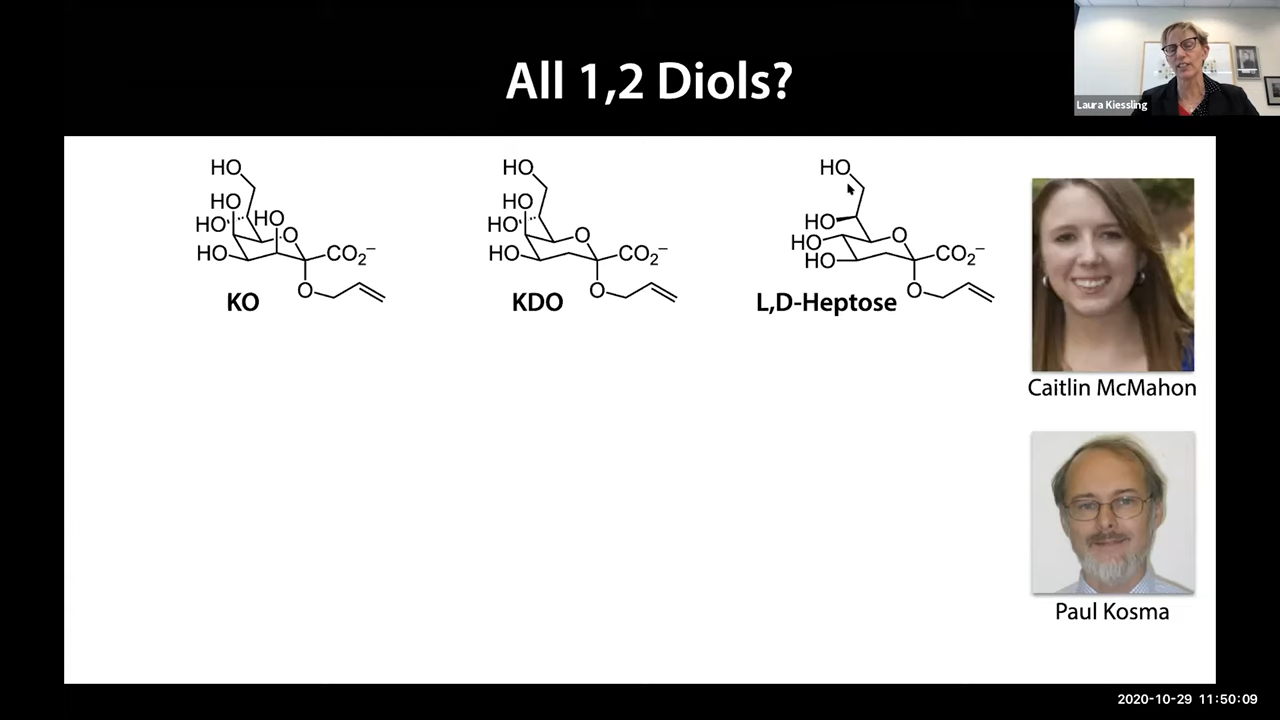 All 1,2 Diols?
Laura Kiessling
HO
HO
HO
HO
HO
O
CO2−
O
KO
HO
HO
HO
HO
O
CO2−
O
KDO
HO
HO
HO
HO
O
CO2−
O
L,D-Heptose
Caitlin McMahon
Paul Kosma
2020-10-29 11:50:09